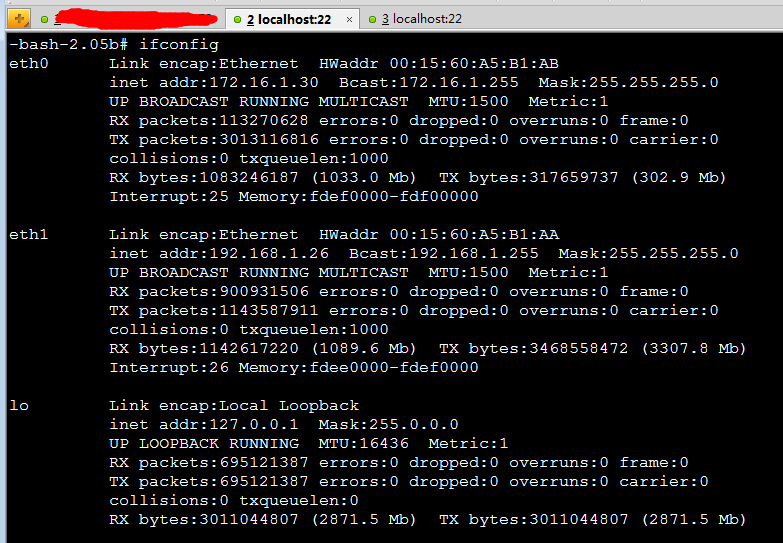 2 localhost:22 × 3 localhost:22
-bash-2.05b# ifconfig
eth0 Link encap:Ethernet HWaddr 00:15:60:A5:B1:AB
inet addr:172.16.1.30 Bcast:172.16.1.255 Mask:255.255.255.0
UP BROADCAST RUNNING MULTICAST MTU:1500 Metric:1
RX packets:113270628 errors:0 dropped:0 overruns:0 frame:0
TX packets:3013116816 errors:0 dropped:0 overruns:0 carrier:0
collisions:0 txqueuelen:1000
RX bytes:1083246187 (1033.0 Mb) TX bytes:317659737 (302.9 Mb)
Interrupt:25 Memory:fdef0000-fdf00000
eth1 Link encap:Ethernet HWaddr 00:15:60:A5:B1:AA
inet addr:192.168.1.26 Bcast:192.168.1.255 Mask:255.255.255.0
UP BROADCAST RUNNING MULTICAST MTU:1500 Metric:1
RX packets:900931506 errors:0 dropped:0 overruns:0 frame:0
TX packets:1143587911 errors:0 dropped:0 overruns:0 carrier:0
collisions:0 txqueuelen:1000
RX bytes:1142617220 (1089.6 Mb) TX bytes:3468558472 (3307.8 Mb)
Interrupt:26 Memory:fdee0000-fdef0000
lo Link encap:Local Loopback
inet addr:127.0.0.1 Mask:255.0.0.0
UP LOOPBACK RUNNING MTU:16436 Metric:1
RX packets:695121387 errors:0 dropped:0 overruns:0 frame:0
TX packets:695121387 errors:0 dropped:0 overruns:0 carrier:0
collisions:0 txqueuelen:0
RX bytes:3011044807 (2871.5 Mb) TX bytes:3011044807 (2871.5 Mb)